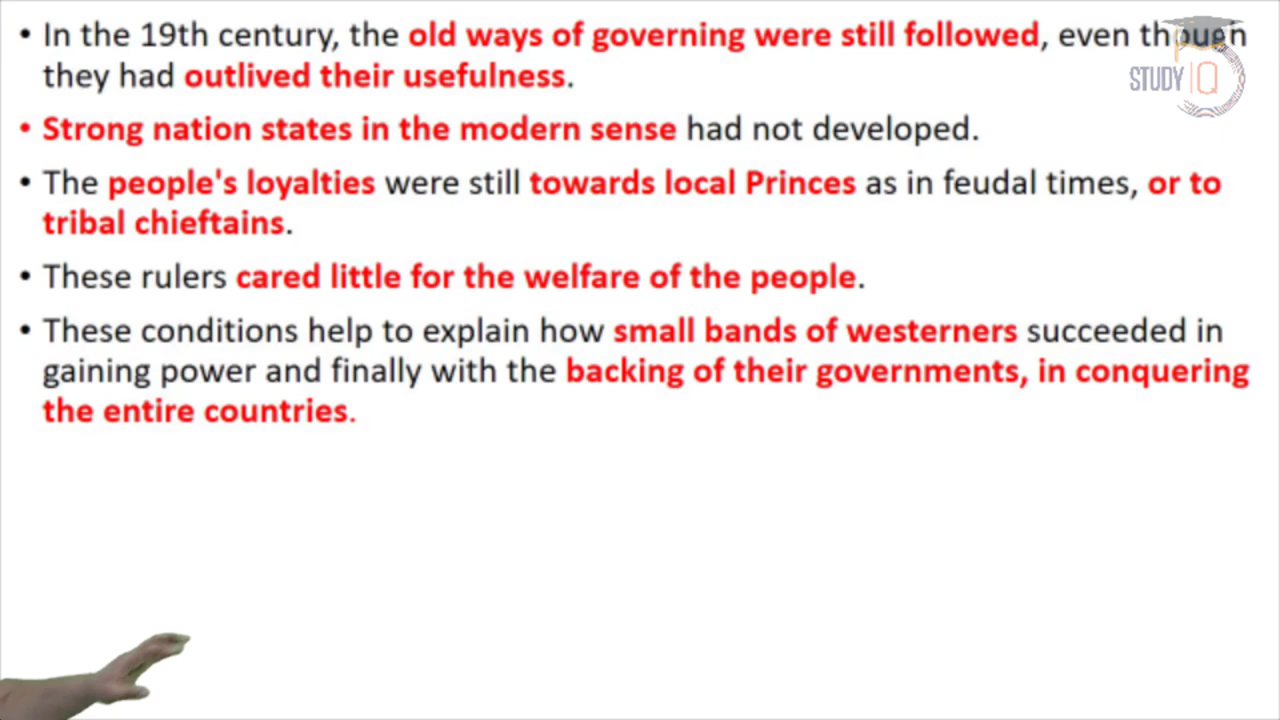 • In the 19th century, the old ways of governing were still followed, even though
they had outlived their usefulness.
• Strong nation states in the modern sense had not developed.
• The people's loyalties were still towards local Princes as in feudal times, or to
tribal chieftains.
• These rulers cared little for the welfare of the people.
• These conditions help to explain how small bands of westerners succeeded in
gaining power and finally with the backing of their governments, in conquering
the entire countries.
STUDY IQ